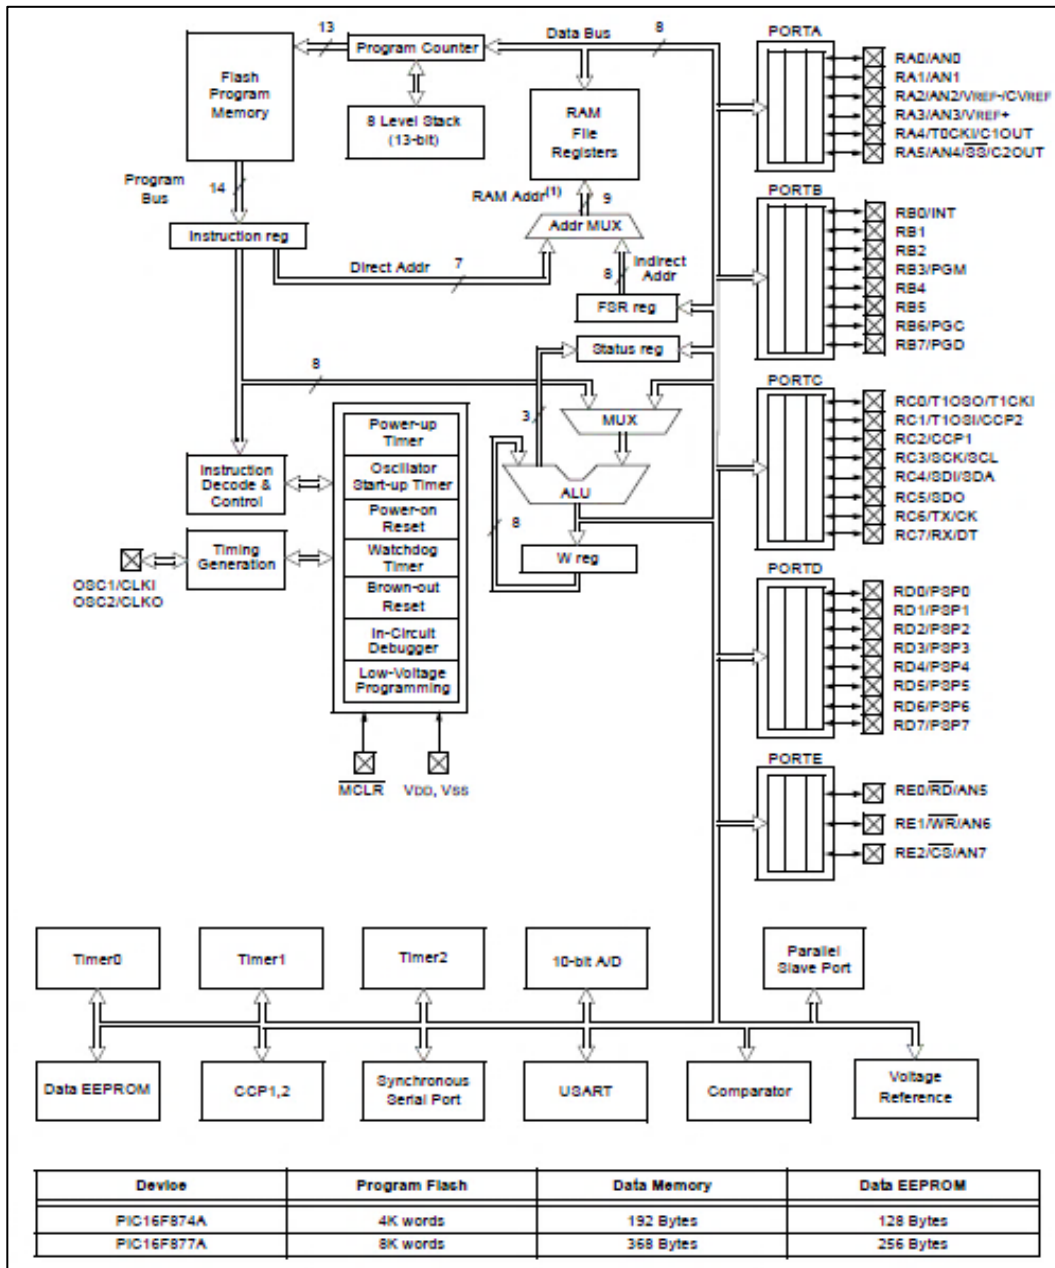 13
Program Counter
Data Bus
8
PORTA
Flash
Program
Memory
8 Level Stack
(13-bit)
RAM
File
Registers
RA0/AN0
RA1/AN1
RA2/AN2/VREF-/CVREF
RA3/AN3/VREF+
RA4/T0CKI/C1OUT
RA5/AN4/SS/C2OUT
Program
Bus
14
RAM Addr(1)
9
PORTB
Instruction reg
Addr MUX
RB0/INT
RB1
RB2
RB3/PGM
RB4
RB5
RB6/PGC
RB7/PGD
Direct Addr
7
8
Indirect
Addr
FSR reg
Status reg
8
PORTC
3
MUX
RC0/T1OSO/T1CKI
RC1/T1OSI/CCP2
RC2/CCP1
RC3/SCK/SCL
RC4/SDI/SDA
RC5/SDO
RC6/TX/CK
RC7/RX/DT
Power-up
Timer
Instruction
Decode &
Control
Oscillator
Start-up Timer
ALU
Power-on
Reset
8
Timing
Generation
Watchdog
Timer
W reg
OSC1/CLKI
OSC2/CLKO
Brown-out
Reset
In-Circuit
Debugger
Low-Voltage
Programming
PORTD
RD0/PSP0
RD1/PSP1
RD2/PSP2
RD3/PSP3
RD4/PSP4
RD5/PSP5
RD6/PSP6
RD7/PSP7
MCLR
VDD, VSS
PORTE
RE0/RD/AN5
RE1/WR/AN6
RE2/CS/AN7
Timer0
Timer1
Timer2
10-bit A/D
Parallel
Slave Port
Data EEPROM
CCP1,2
Synchronous
Serial Port
USART
Comparator
Voltage
Reference
Device Program Flash Data Memory Data EEPROM
PIC16F874A 4K words 192 Bytes 128 Bytes
PIC16F877A 8K words 368 Bytes 256 Bytes